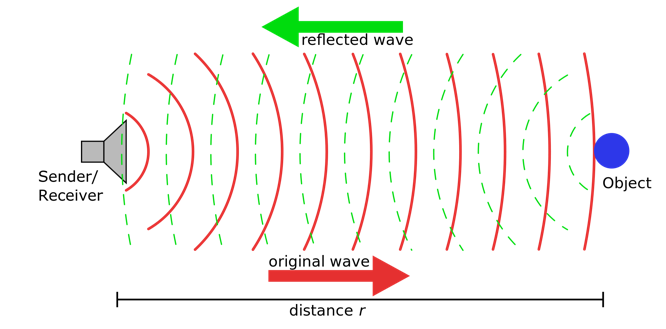 reflected wave
Sender/
Receiver
Object
original wave
distance r